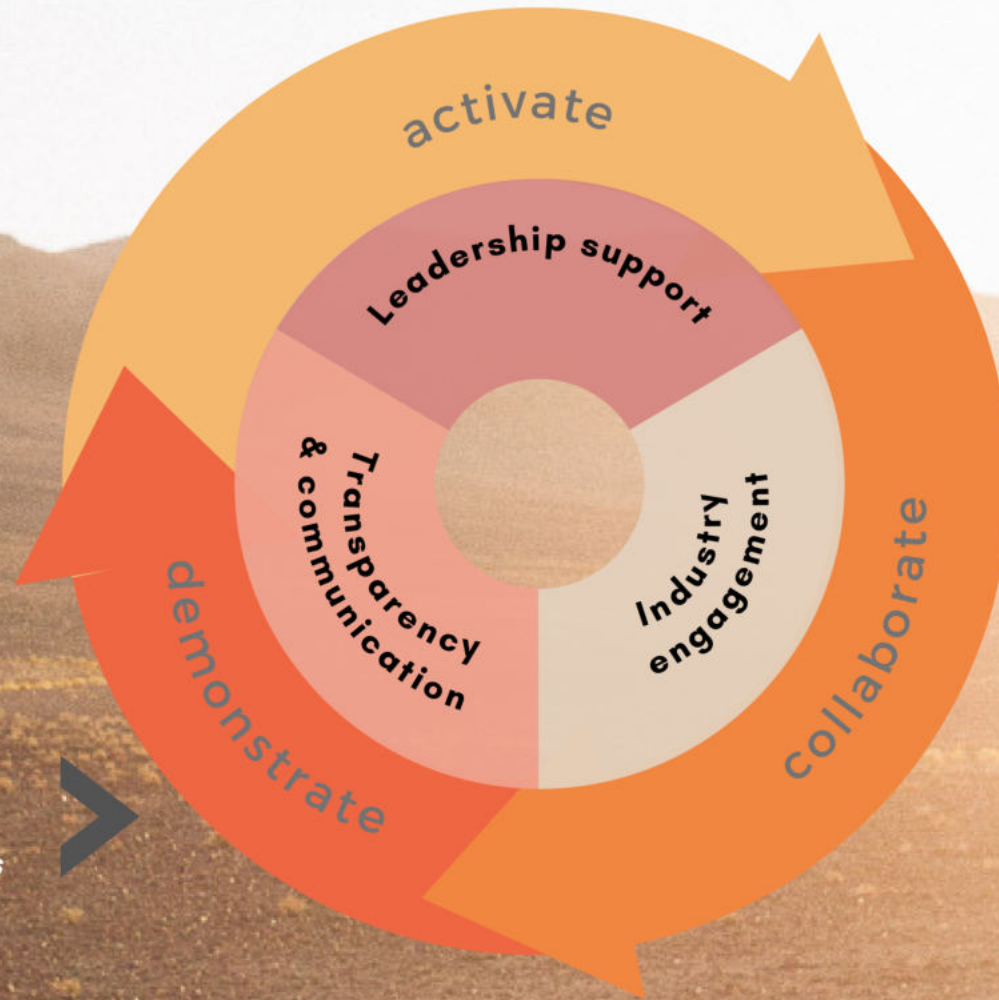 activate
Leadership support
Industry
engagement
collaborate
Transparency
& communication
demonstrate